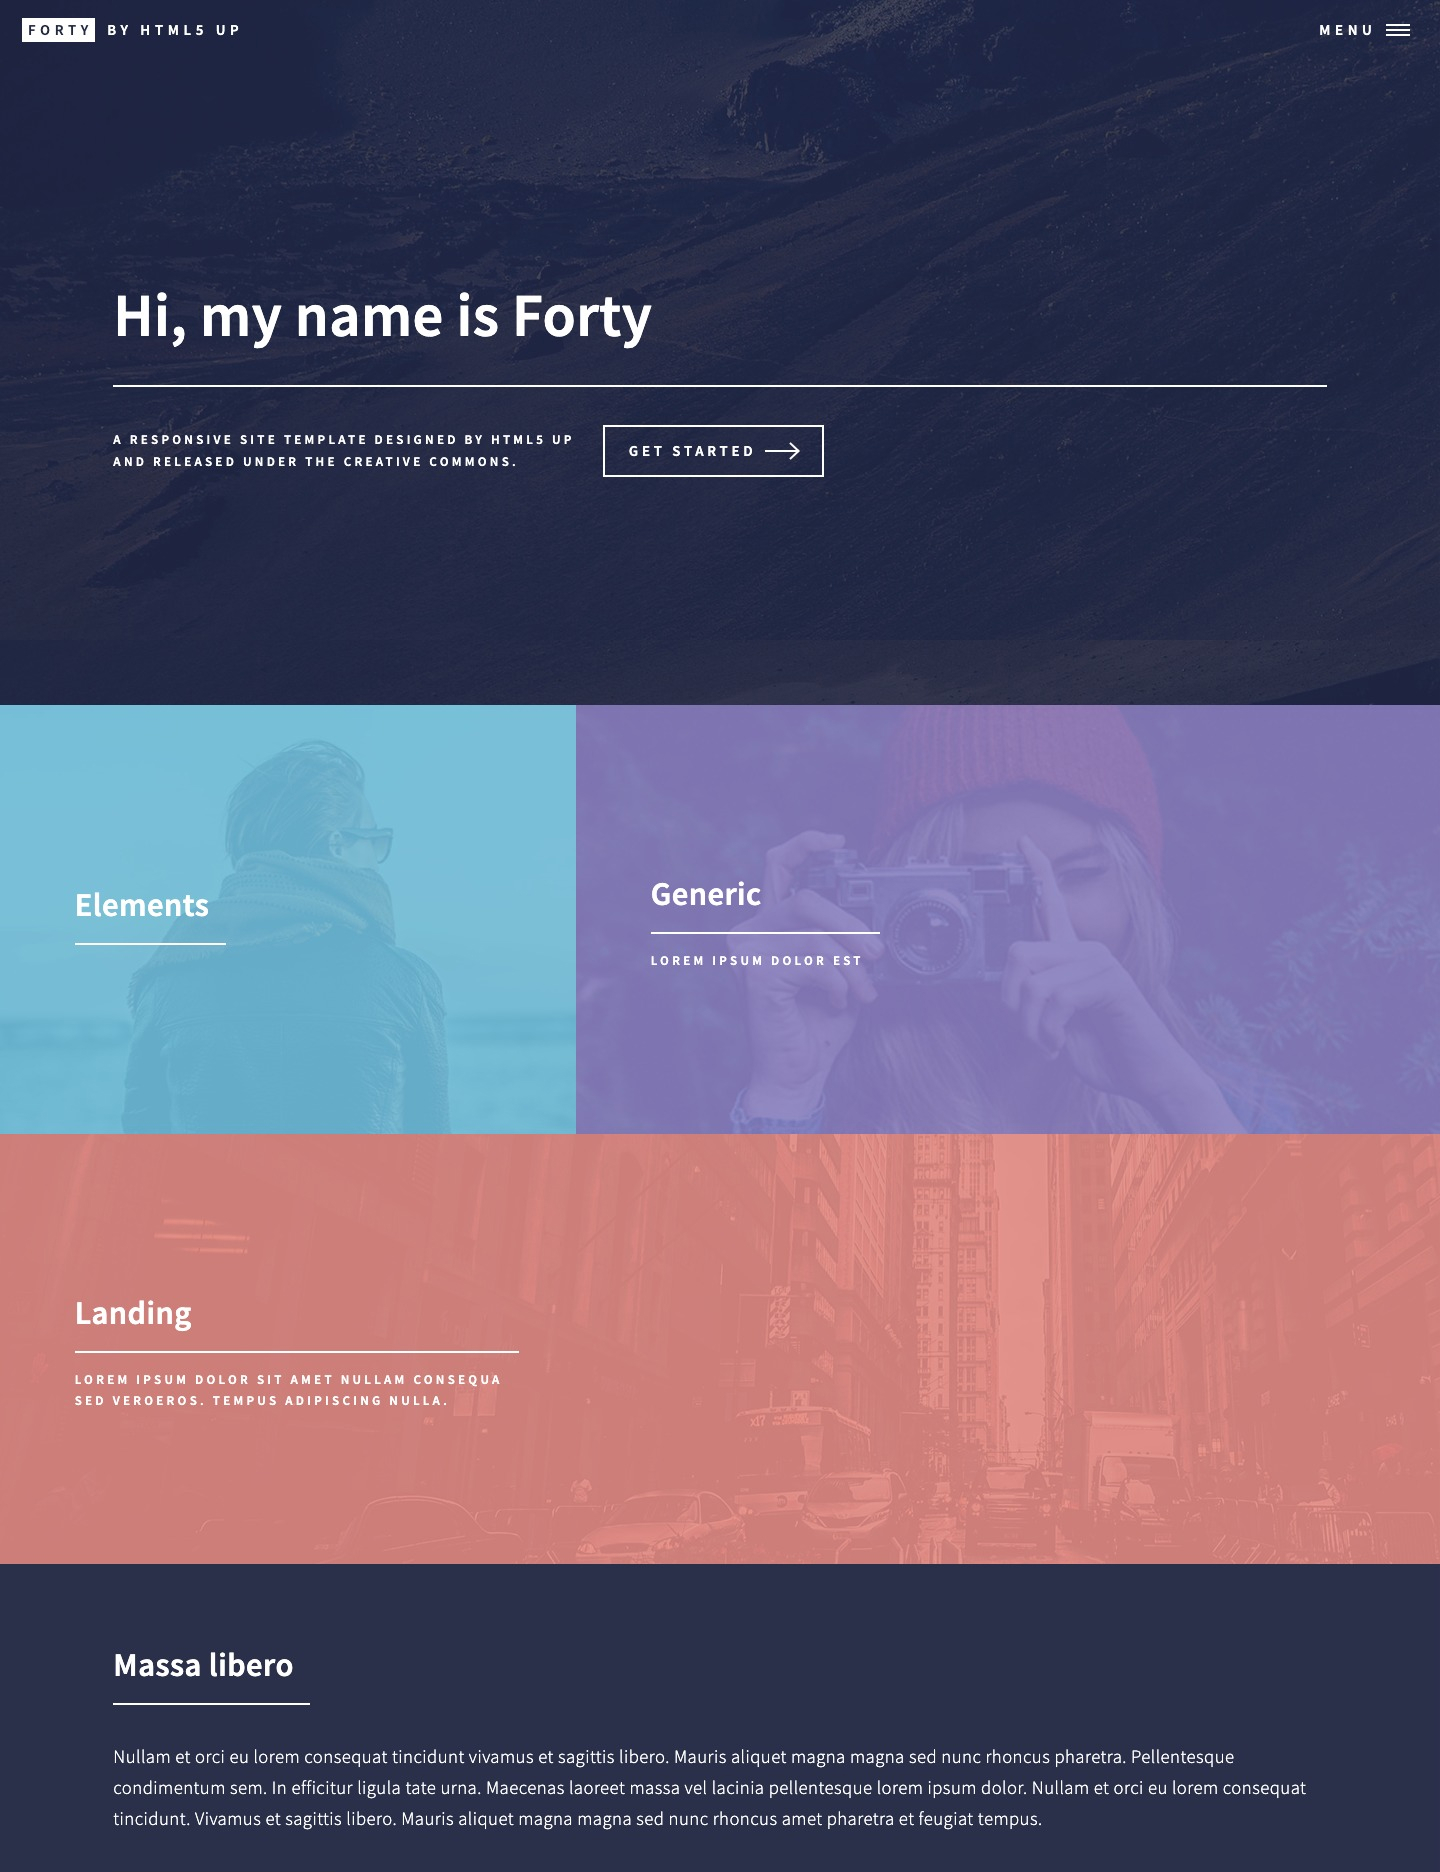 FORTY BY HTML5 UP
MENU
Hi, my name is Forty
A RESPONSIVE SITE TEMPLATE DESIGNED BY HTML5 UP
AND RELEASED UNDER THE CREATIVE COMMONS.
GET STARTED
Elements
Generic
LOREM IPSUM DOLOR EST
Landing
LOREM IPSUM DOLOR SIT AMET NULLAM CONSEQUA
SED VEROEROS. TEMPUS ADIPISCING NULLA.
x17
Massa libero
Nullam et orci eu lorem consequat tincidunt vivamus et sagittis libero. Mauris aliquet magna magna sed nunc rhoncus pharetra. Pellentesque
condimentum sem. In efficitur ligula tate urna. Maecenas laoreet massa vel lacinia pellentesque lorem ipsum dolor. Nullam et orci eu lorem consequat
tincidunt. Vivamus et sagittis libero. Mauris aliquet magna magna sed nunc rhoncus amet pharetra et feugiat tempus.